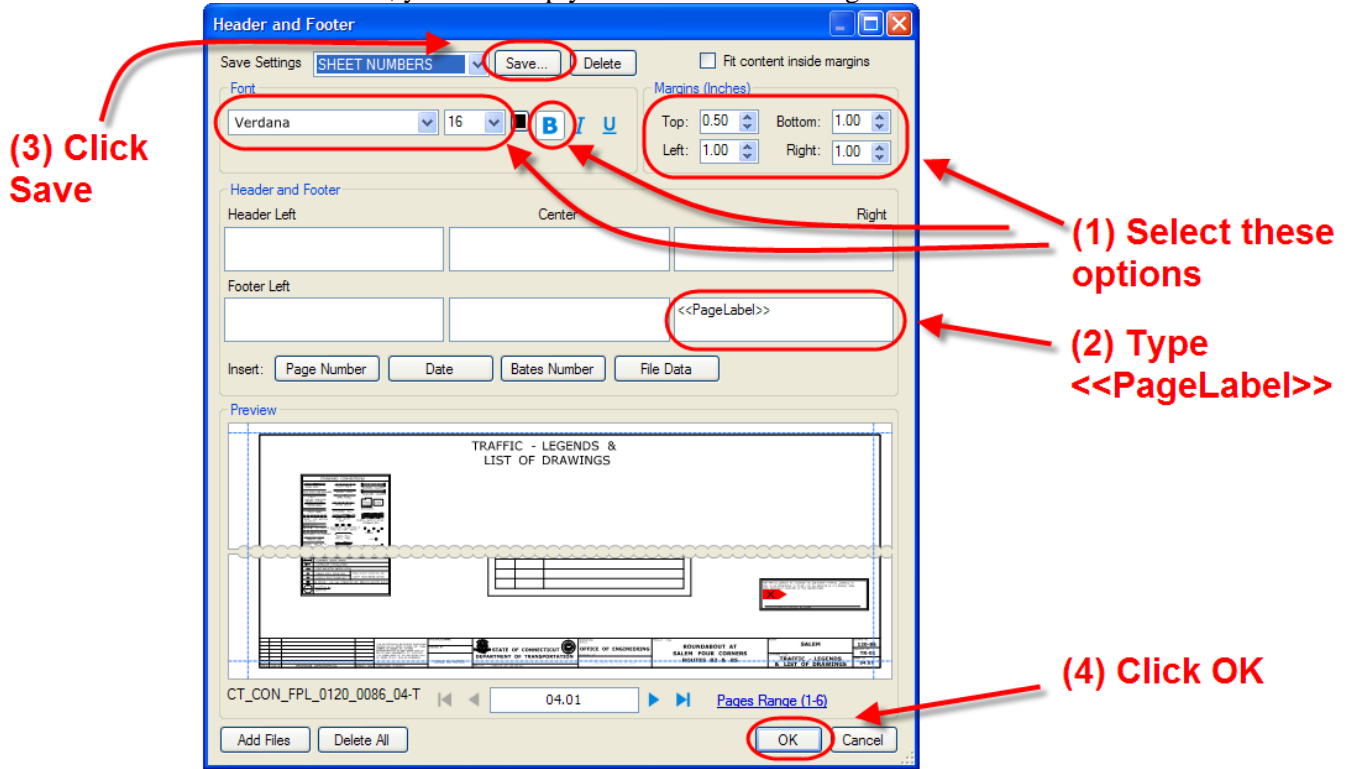 Header and Footer
Save Settings SHEET NUMBERS Save... Delete Fit content inside margins
Font
Margins (Inches)
Verdana 16 B I U
Top: 0.50 Bottom: 1.00
Left: 1.00 Right: 1.00
(3) Click
Save
Header and Footer
Header Left Center Right
(1) Select these
options
Footer Left
<<PageLabel>>
(2) Type
<<PageLabel>>
Insert: Page Number Date Bates Number File Data
Preview
TRAFFIC - LEGENDS &
LIST OF DRAWINGS
STATE OF CONNECTICUT
DEPARTMENT OF TRANSPORTATION
OFFICE OF ENGINEERING
ROUNDABOUT AT
SALEM FOUR CORNERS
ROUTES 82 & 85
SALEM
TRAFFIC - LEGENDS
& LIST OF DRAWINGS
04.01
CT_CON_FPL_0120_0086_04-T 04.01 Pages Range (1-6)
(4) Click OK
Add Files Delete All OK Cancel